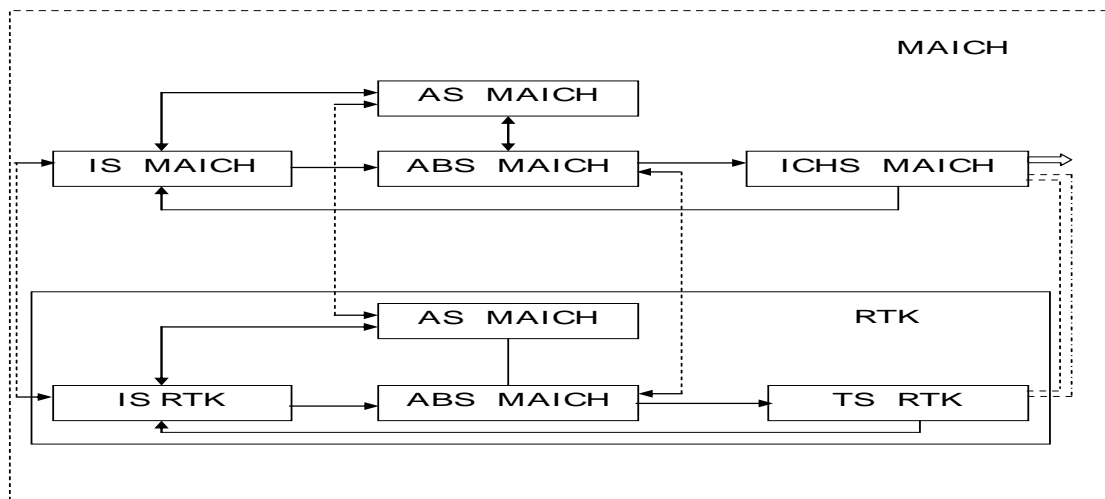 MAICH
AS MAICH
IS MAICH
ABS MAICH
ICHS MAICH
AS MAICH
RTK
IS RTK
ABS MAICH
TS RTK